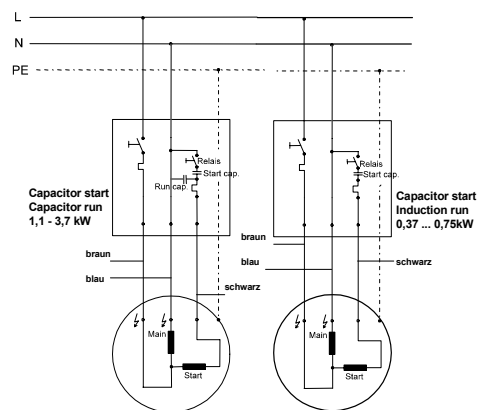 L
N
PE
Relais
Start cap.
Run cap.
Capacitor start
Capacitor run
1,1 - 3,7 kW
braun
blau
schwarz
Main
Start
Relais
Start cap.
Capacitor start
Induction run
0,37 ... 0,75kW
braun
blau
schwarz
Main
Start